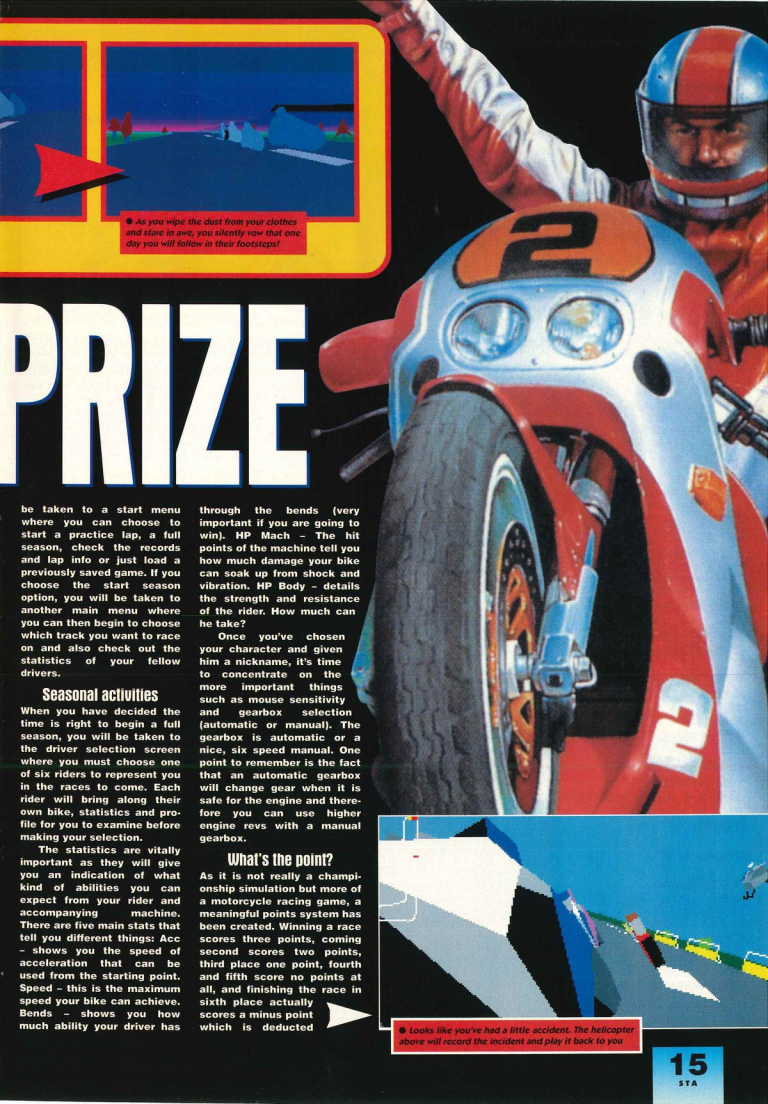 ● As you wipe the dust from your clothes
and stare in awe, you silently vow that one
day you will follow in their footsteps!
2
PRIZE
be taken to a start menu
where you can choose to
start a practice lap, a full
season, check the records
and lap info or just load a
previously saved game. If you
choose the start season
option, you will be taken to
another main menu where
you can then begin to choose
which track you want to race
on and also check out the
statistics of your fellow
drivers.
Seasonal activities
When you have decided the
time is right to begin a full
season, you will be taken to
the driver selection screen
where you must choose one
of six riders to represent you
in the races to come. Each
rider will bring along their
own bike, statistics and pro-
file for you to examine before
making your selection.
The statistics are vitally
important as they will give
you an indication of what
kind of abilities you can
expect from your rider and
accompanying machine.
There are five main stats that
tell you different things: Acc
– shows you the speed of
acceleration that can be
used from the starting point.
Speed – this is the maximum
speed your bike can achieve.
Bends – shows you how
much ability your driver has
through the bends (very
important if you are going to
win). HP Mach – The hit
points of the machine tell you
how much damage your bike
can soak up from shock and
vibration. HP Body – details
the strength and resistance
of the rider. How much can
he take?
Once you've chosen
your character and given
him a nickname, it's time
to concentrate on the
more important things
such as mouse sensitivity
and gearbox selection
(automatic or manual). The
gearbox is automatic or a
nice, six speed manual. One
point to remember is the fact
that an automatic gearbox
will change gear when it is
safe for the engine and there-
fore you can use higher
engine revs with a manual
gearbox.
What's the point?
As it is not really a champi-
onship simulation but more of
a motorcycle racing game, a
meaningful points system has
been created. Winning a race
scores three points, coming
second scores two points,
third place one point, fourth
and fifth score no points at
all, and finishing the race in
sixth place actually
scores a minus point
which is deducted
2
● Looks like you've had a little accident. The helicopter
above will record the incident and play it back to you
15
STA